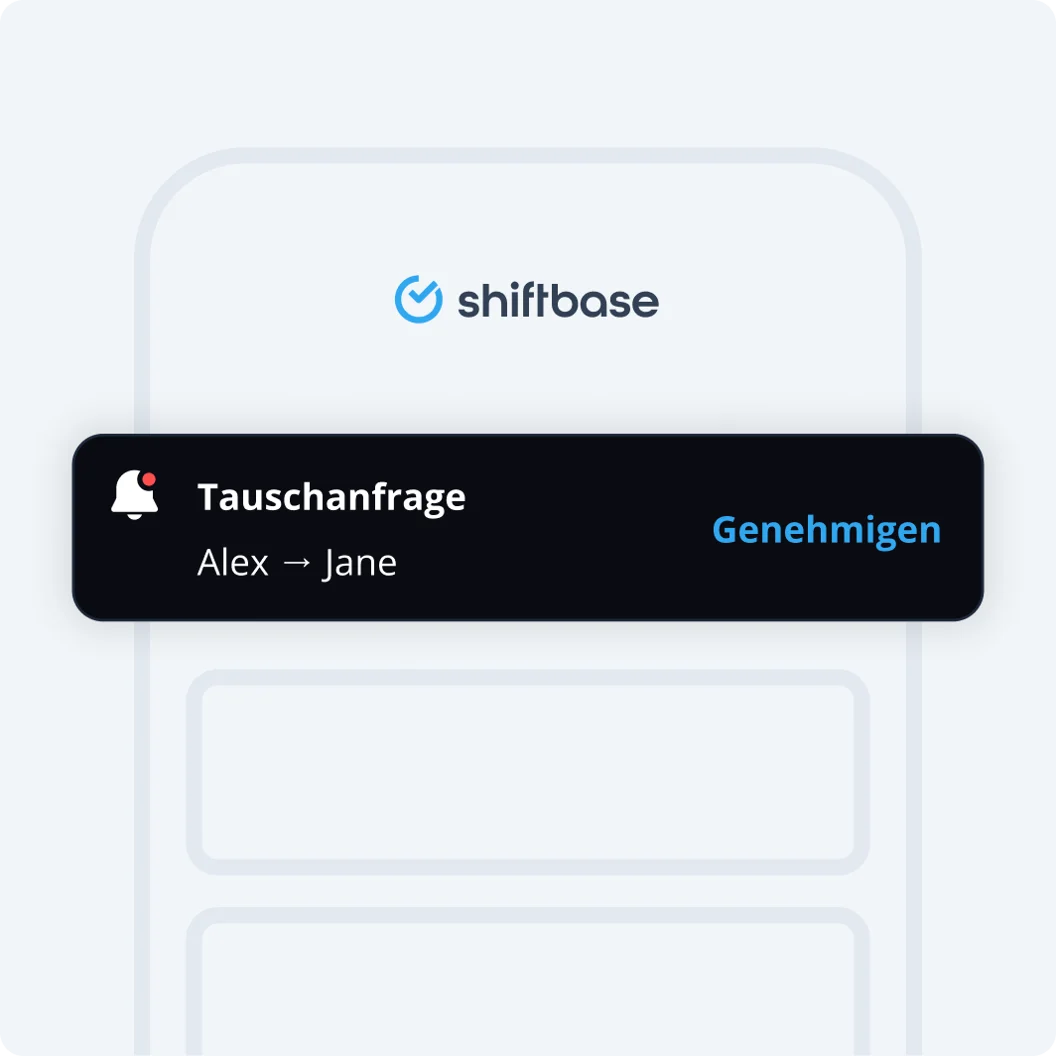 shiftbase
Tauschanfrage
Genehmigen
Alex → Jane